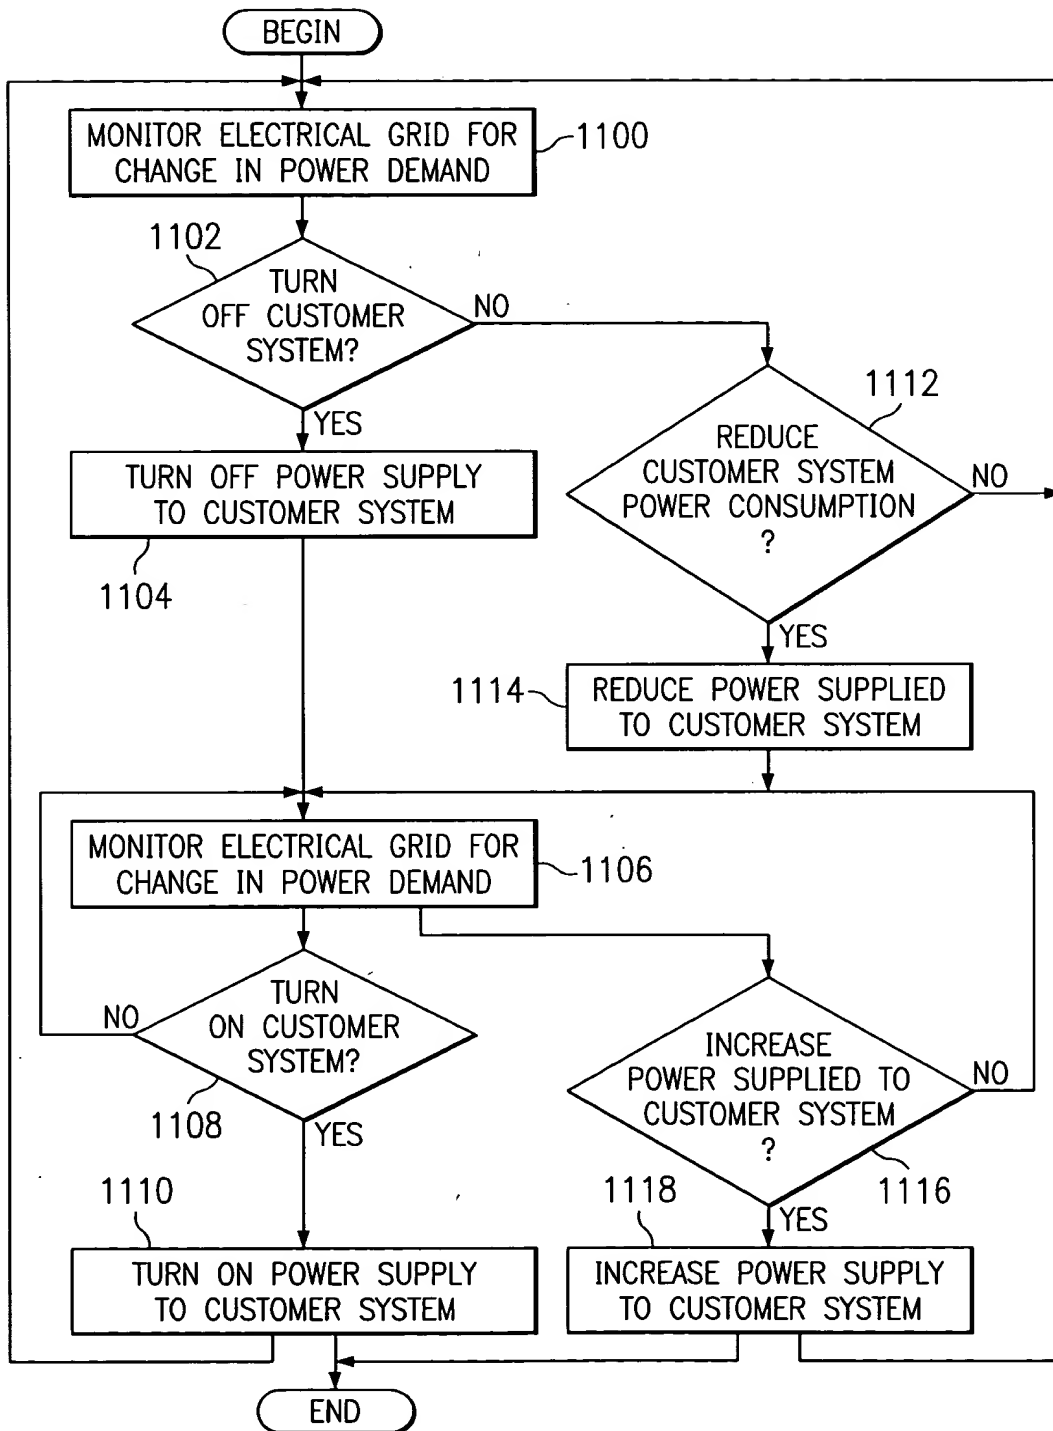 BEGIN
MONITOR ELECTRICAL GRID FOR
CHANGE IN POWER DEMAND
1100
1102
TURN
OFF CUSTOMER
SYSTEM?
NO
YES
1112
REDUCE
CUSTOMER SYSTEM
POWER CONSUMPTION
?
NO
YES
TURN OFF POWER SUPPLY
TO CUSTOMER SYSTEM
1104
1114
REDUCE POWER SUPPLIED
TO CUSTOMER SYSTEM
MONITOR ELECTRICAL GRID FOR
CHANGE IN POWER DEMAND
1106
TURN
ON CUSTOMER
SYSTEM?
NO
1108
YES
INCREASE
POWER SUPPLIED TO
CUSTOMER SYSTEM
?
NO
1116
YES
1110
TURN ON POWER SUPPLY
TO CUSTOMER SYSTEM
1118
INCREASE POWER SUPPLY
TO CUSTOMER SYSTEM
END